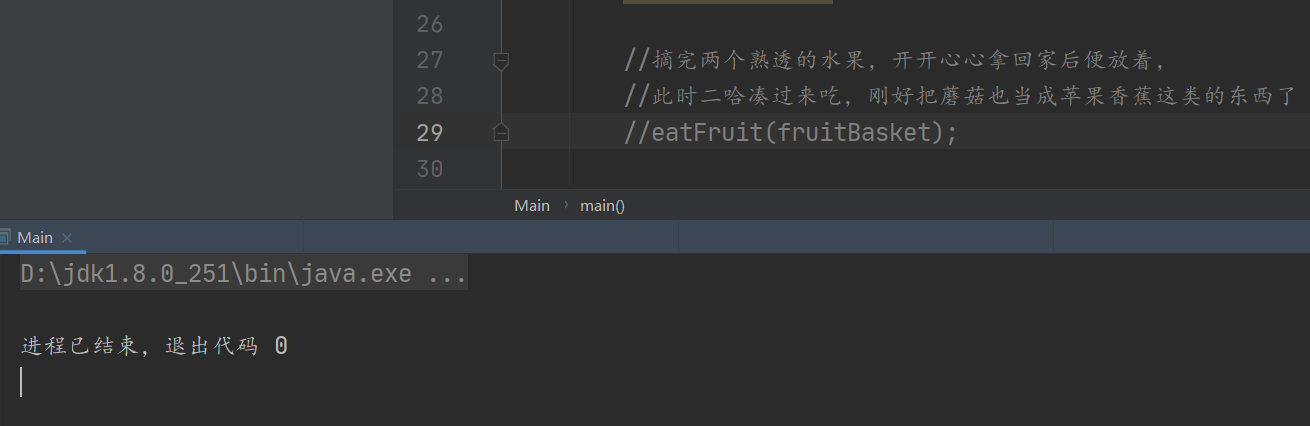 26
27 //摘完两个熟透的水果，开开心心拿回家后便放着，
28 //此时二哈凑过来吃，刚好把蘑菇也当成苹果香蕉这类的东西了
29 //eatFruit(fruitBasket);
30
Main › main()
Main ×
D:\jdk1.8.0_251\bin\java.exe ...
进程已结束，退出代码 0